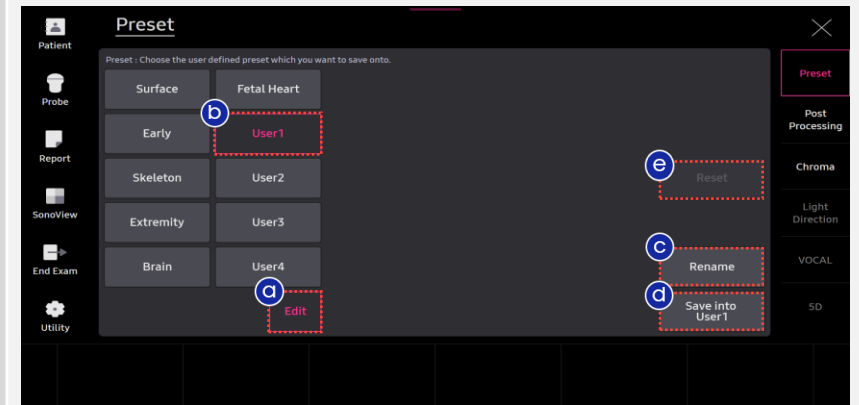 Preset
Patient
Probe
Report
SonoView
End Exam
Utility
Preset : Choose the user defined preset which you want to save onto.
Surface
Fetal Heart
b
Early
User1
Skeleton
User2
Extremity
User3
Brain
User4
a
Edit
e
Reset
c
Rename
d
Save into
User1
Preset
Post
Processing
Chroma
Light
Direction
VOCAL
5D